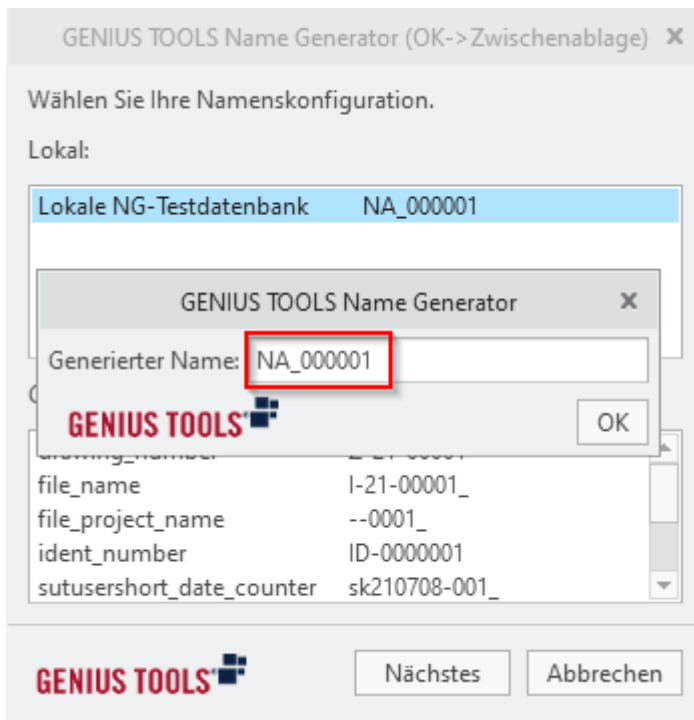 GENIUS TOOLS Name Generator (OK->Zwischenablage) x
Wählen Sie Ihre Namenskonfiguration.
Lokal:
Lokale NG-Testdatenbank NA_000001
GENIUS TOOLS Name Generator x
Generierter Name: NA_000001
GENIUS TOOLS
OK
file_name I-21-00001_
file_project_name --0001_
ident_number ID-0000001
sutusershort_date_counter sk210708-001_
GENIUS TOOLS
Nächstes
Abbrechen